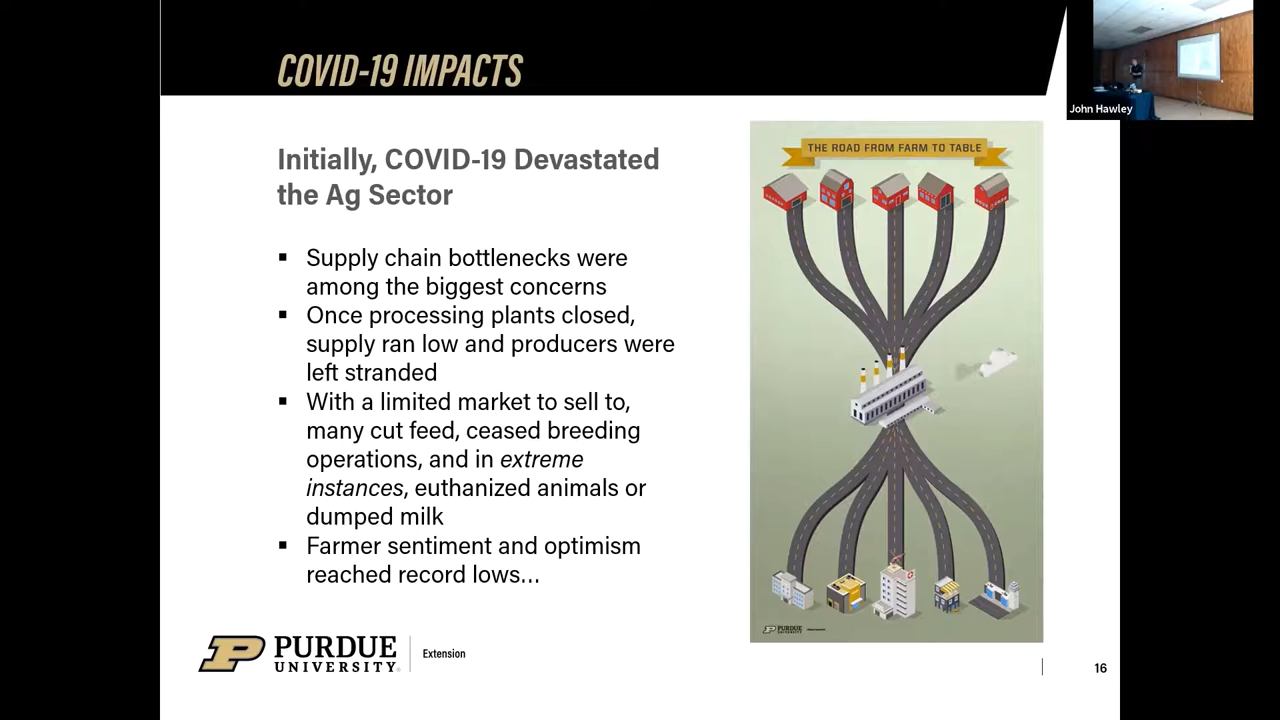 COVID-19 IMPACTS
John Hawley
Initially, COVID-19 Devastated
the Ag Sector
▪ Supply chain bottlenecks were
among the biggest concerns
▪ Once processing plants closed,
supply ran low and producers were
left stranded
▪ With a limited market to sell to,
many cut feed, ceased breeding
operations, and in extreme
instances, euthanized animals or
dumped milk
▪ Farmer sentiment and optimism
reached record lows…
THE ROAD FROM FARM TO TABLE
PURDUE
UNIVERSITY
PURDUE
UNIVERSITY®
Extension
16